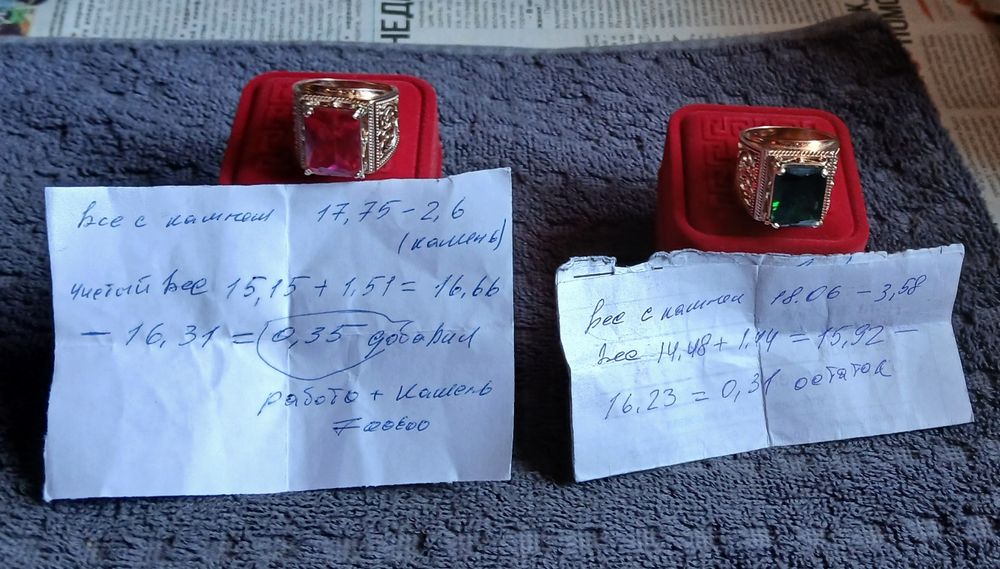 НЕД
Вес с камнем 17,75 – 2,6
(камень)
чистый вес 15,15 + 1,51 = 16,66
– 16,31 = 0,35 добавил
работа + камень
Вес с камнем 18.06 – 3,58
Вес 14,48 + 1,44 = 15,92 –
16.23 = 0,31 остаток